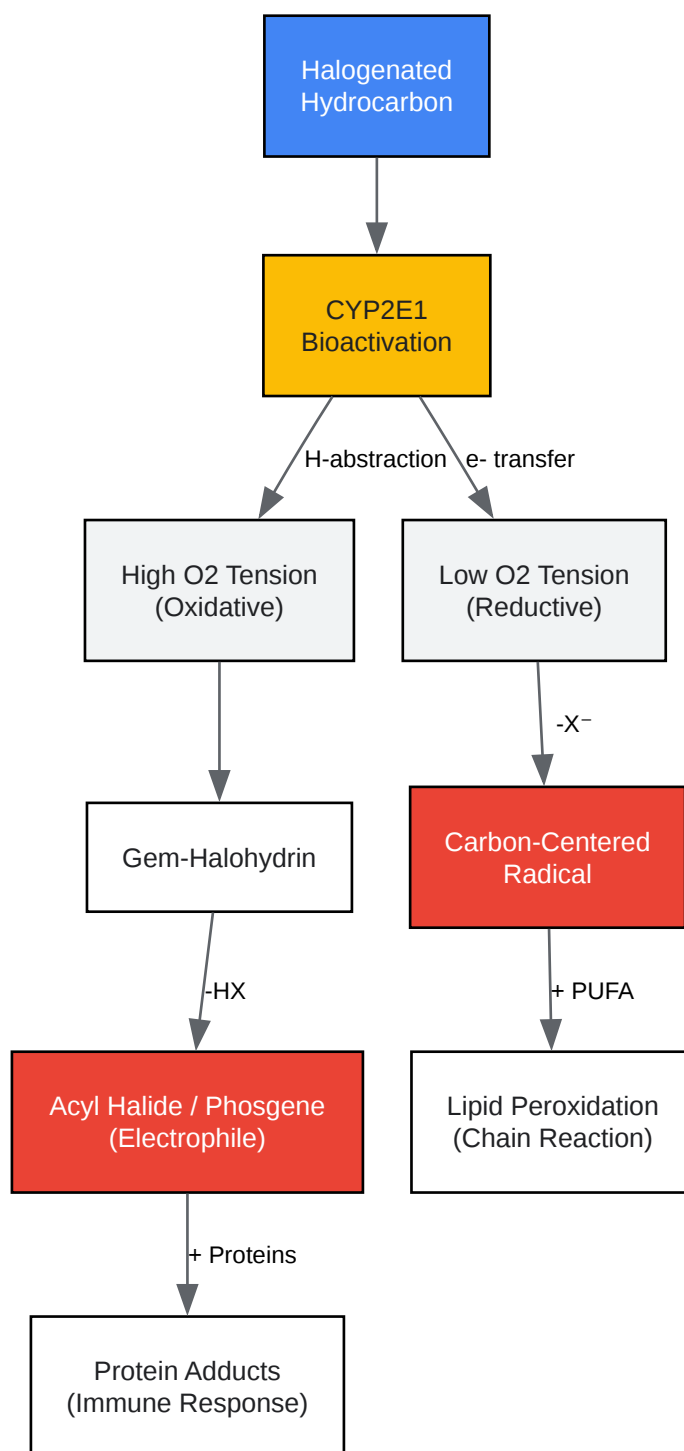 Halogenated
Hydrocarbon
CYP2E1
Bioactivation
H-abstraction
e- transfer
High O2 Tension
(Oxidative)
Low O2 Tension
(Reductive)
-X⁻
Gem-Halohydrin
Carbon-Centered
Radical
-HX
+ PUFA
Acyl Halide / Phosgene
(Electrophile)
Lipid Peroxidation
(Chain Reaction)
+ Proteins
Protein Adducts
(Immune Response)